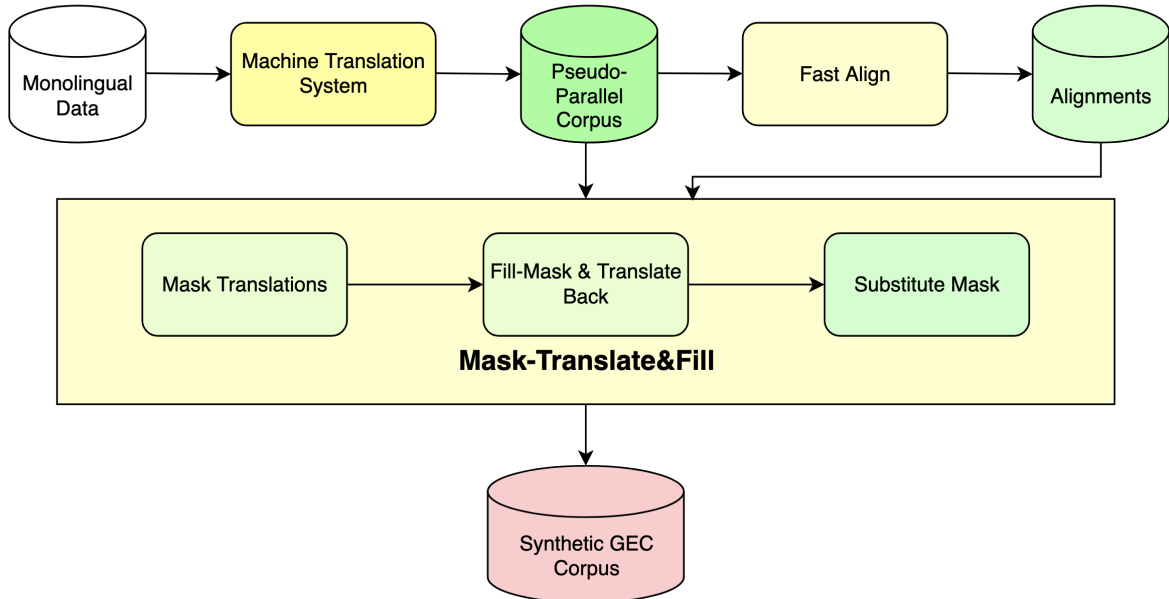 Monolingual
Data
Machine Translation
System
Pseudo-
Parallel
Corpus
Fast Align
Alignments
Mask Translations
Fill-Mask & Translate
Back
Substitute Mask
Mask-Translate&Fill
Synthetic GEC
Corpus